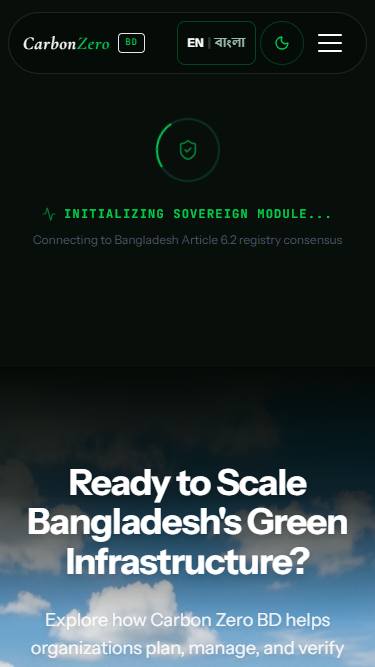 CarbonZero BD EN | বাংলা
INITIALIZING SOVEREIGN MODULE...
Connecting to Bangladesh Article 6.2 registry consensus
Ready to Scale
Bangladesh's Green
Infrastructure?
Explore how Carbon Zero BD helps
organizations plan, manage, and verify